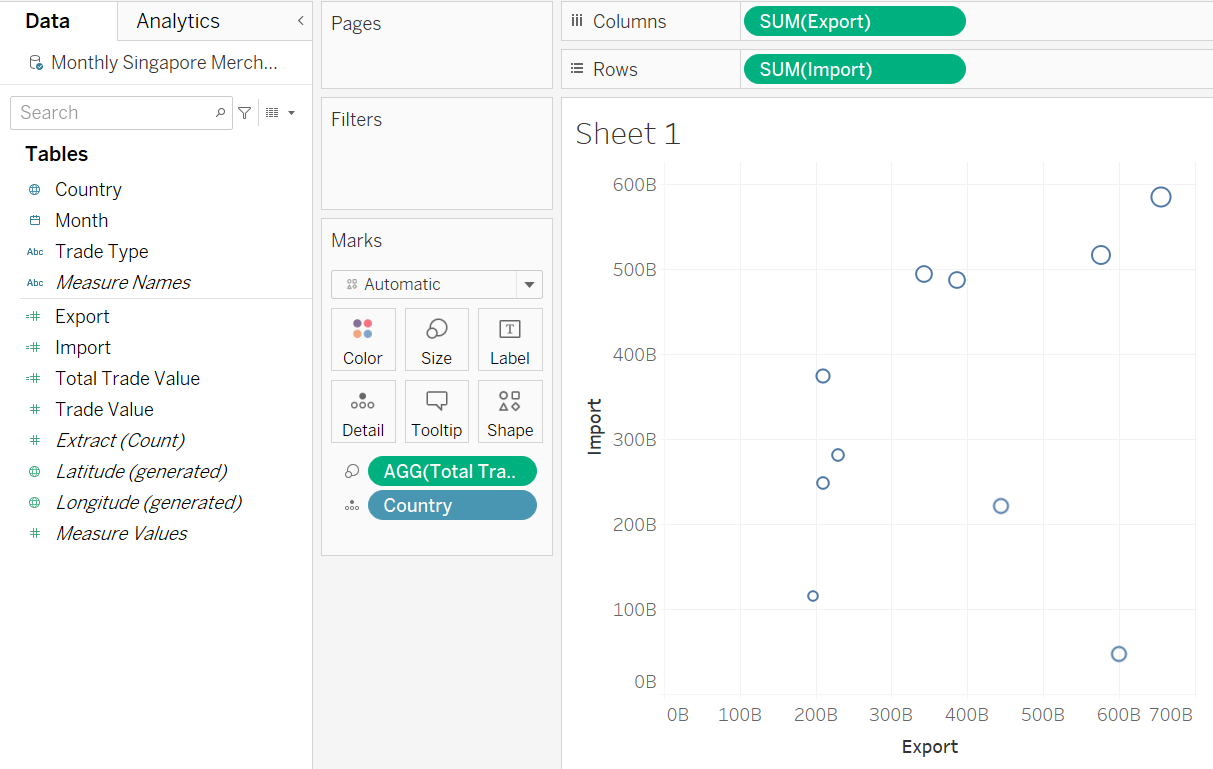 Data
Analytics
Monthly Singapore Merch...
Search
Tables
Country
Month
Abc Trade Type
Abc Measure Names
Export
Import
Total Trade Value
Trade Value
Extract (Count)
Latitude (generated)
Longitude (generated)
Measure Values
Pages
Filters
Marks
Automatic
Color Size Label
Detail Tooltip Shape
AGG(Total Tra..
Country
Columns SUM(Export)
Rows SUM(Import)
Sheet 1
600B
500B
400B
300B
200B
100B
0B
Import
0B 100B 200B 300B 400B 500B 600B 700B
Export